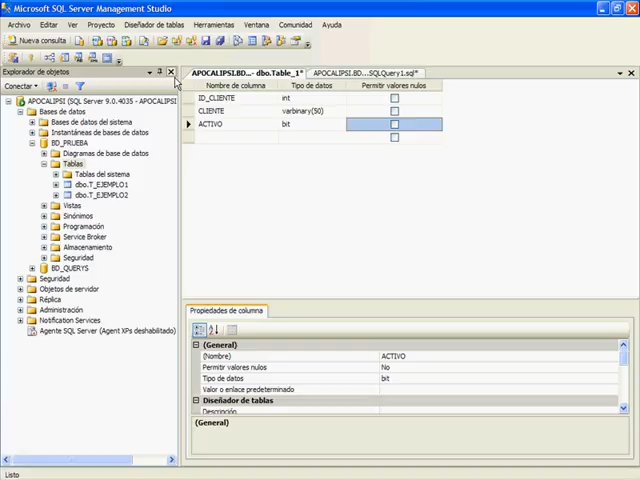 Microsoft SQL Server Management Studio
Archivo Editar Ver Proyecto Diseñador de tablas Herramientas Ventana Comunidad Ayuda
Nueva consulta
Explorador de objetos
Conectar
APOCALIPSI (SQL Server 9.0.4035 - APOCALIPSI
Bases de datos
Bases de datos del sistema
Instantáneas de bases de datos
BD_PRUEBA
Diagramas de base de datos
Tablas
Tablas del sistema
dbo.T_EJEMPLO1
dbo.T_EJEMPLO2
Vistas
Sinónimos
Programación
Service Broker
Almacenamiento
Seguridad
BD_QUERYS
Seguridad
Objetos de servidor
Réplica
Administración
Notification Services
Agente SQL Server (Agent XPs deshabilitado)
APOCALIPSI.BD...- dbo.Table_1* APOCALIPSI.BD...SQLQuery1.sql*
Nombre de columna Tipo de datos Permitir valores nulos
ID_CLIENTE int
CLIENTE varbinary(50)
ACTIVO bit
Propiedades de columna
(General)
(Nombre) ACTIVO
Permitir valores nulos No
Tipo de datos bit
Valor o enlace predeterminado
Diseñador de tablas
Descripción
(General)
Listo